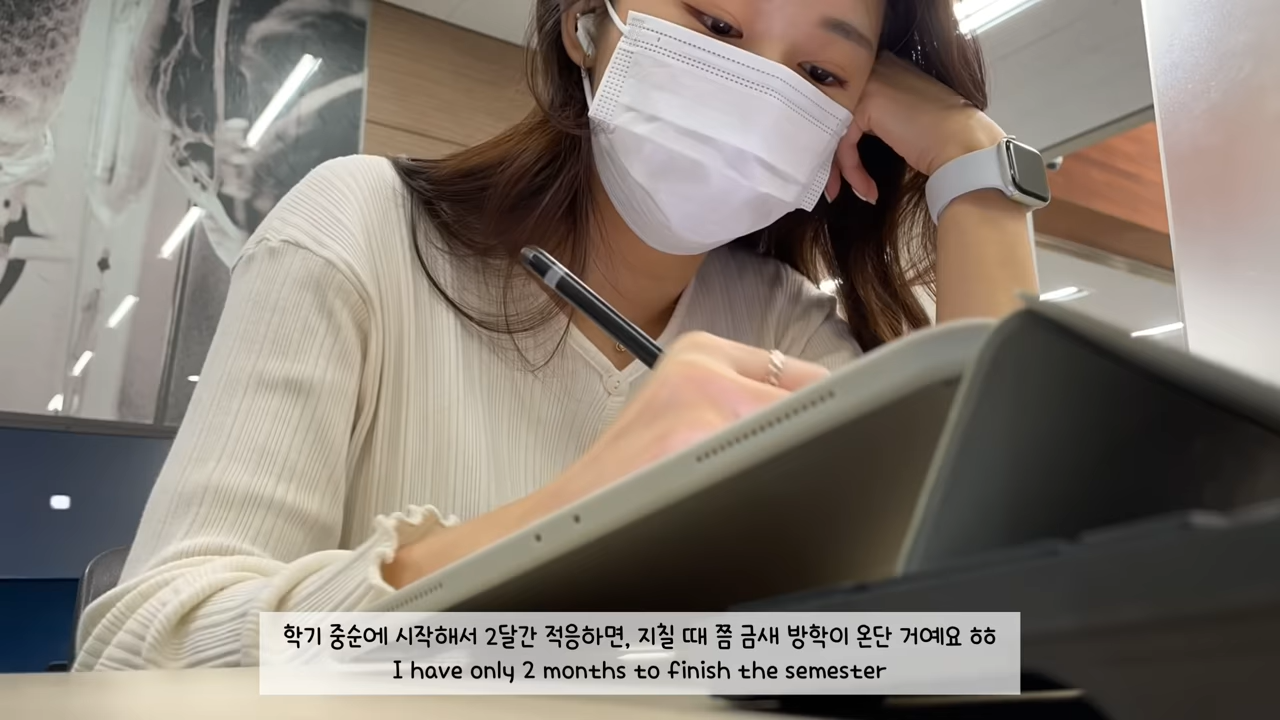 학기 중순에 시작해서 2달간 적응하면, 지칠 때 쯤 금새 방학이 온단 거예요 ㅎㅎ
I have only 2 months to finish the semester